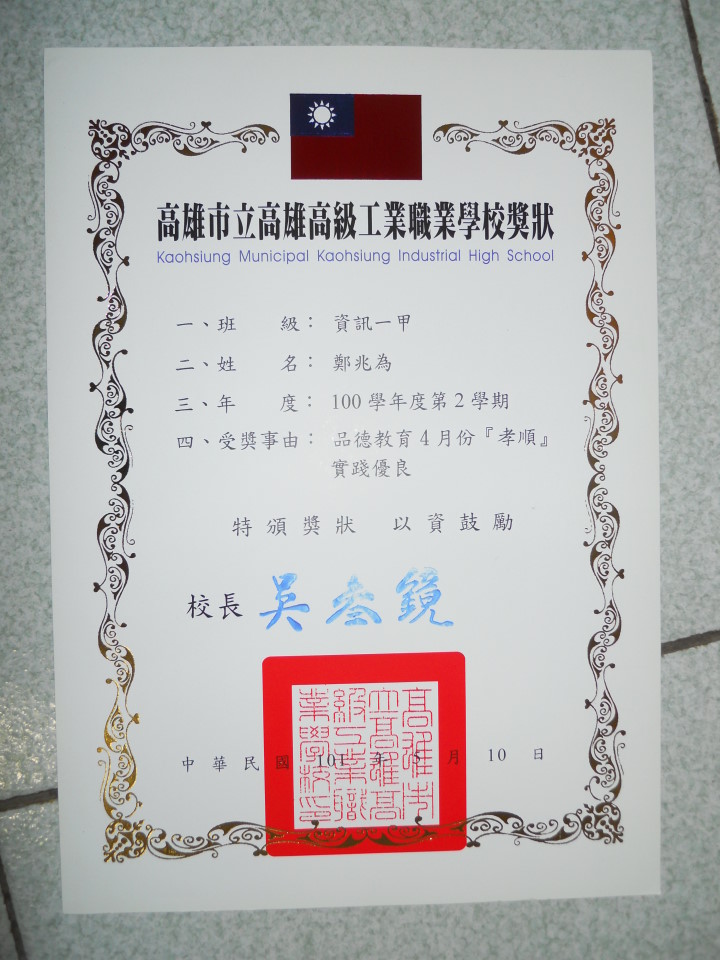 高雄市立高雄高級工業職業學校獎狀
Kaohsiung Municipal Kaohsiung Industrial High School
一、班　　級： 資訊一甲
二、姓　　名： 鄭兆為
三、年　　度： 100 學年度第 2 學期
四、受獎事由： 品德教育 4 月份『孝順』
實踐優良
特頒獎狀　以資鼓勵
校長 吳叁鏡
高雄市
立高雄高
級工業職
業學校印
中華民國 101 年 5 月 10 日